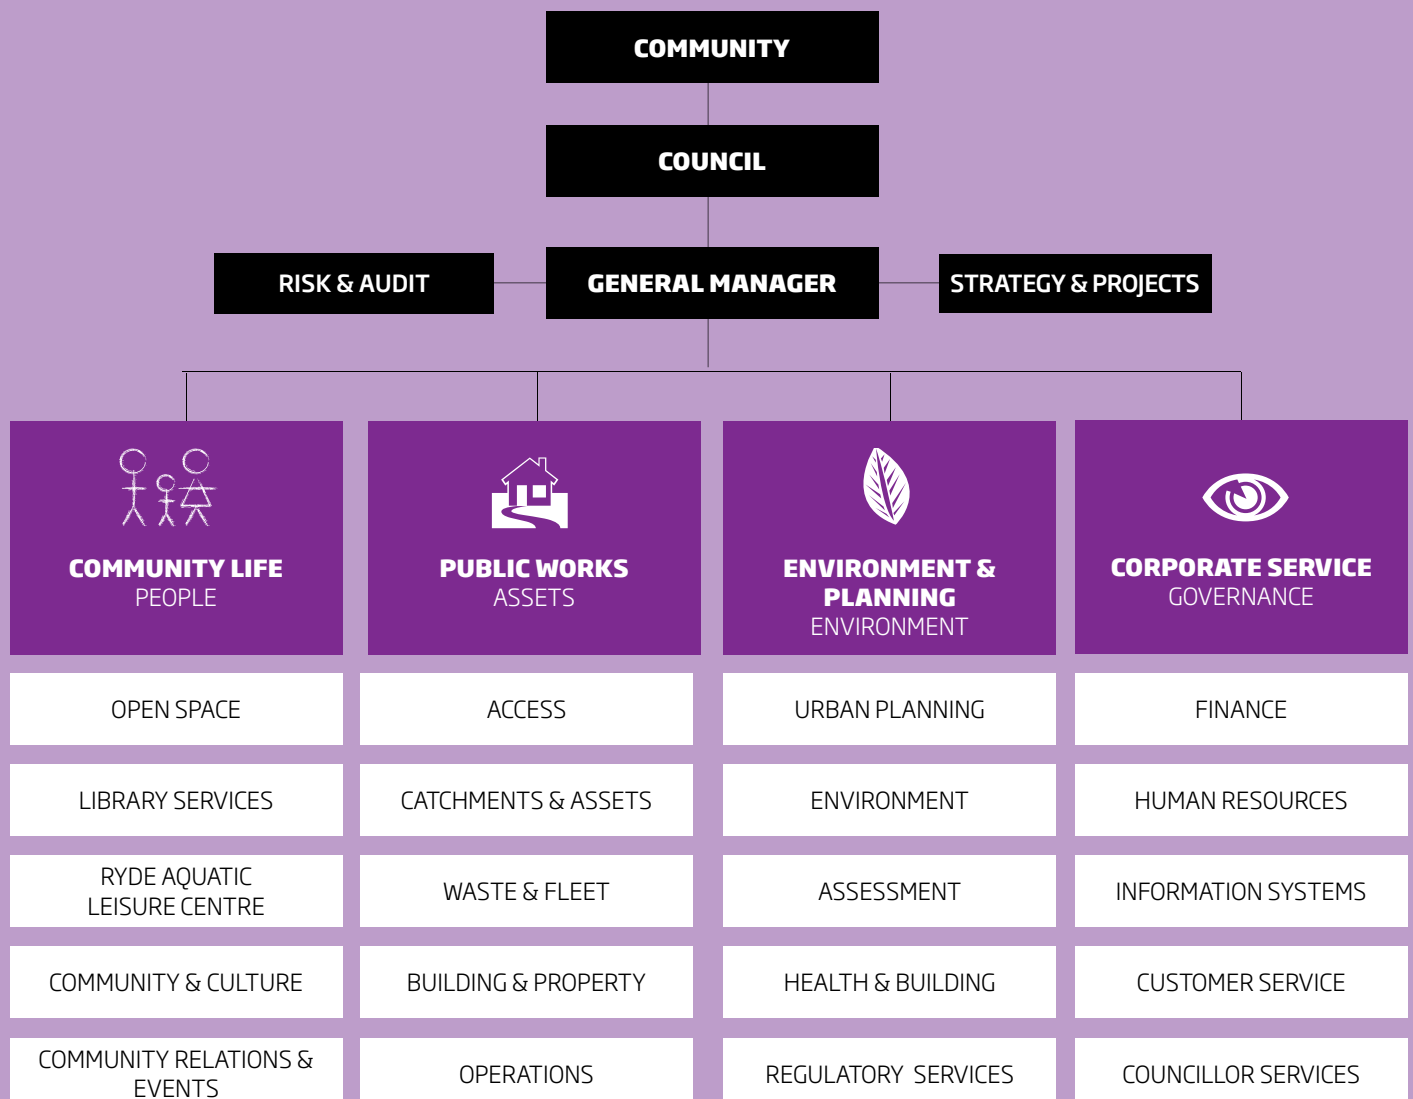 COMMUNITY
COUNCIL
RISK & AUDIT
GENERAL MANAGER
STRATEGY & PROJECTS
COMMUNITY LIFE
PEOPLE
PUBLIC WORKS
ASSETS
ENVIRONMENT &
PLANNING
ENVIRONMENT
CORPORATE SERVICE
GOVERNANCE
OPEN SPACE
LIBRARY SERVICES
RYDE AQUATIC
LEISURE CENTRE
COMMUNITY & CULTURE
COMMUNITY RELATIONS &
EVENTS
ACCESS
CATCHMENTS & ASSETS
WASTE & FLEET
BUILDING & PROPERTY
OPERATIONS
URBAN PLANNING
ENVIRONMENT
ASSESSMENT
HEALTH & BUILDING
REGULATORY SERVICES
FINANCE
HUMAN RESOURCES
INFORMATION SYSTEMS
CUSTOMER SERVICE
COUNCILLOR SERVICES